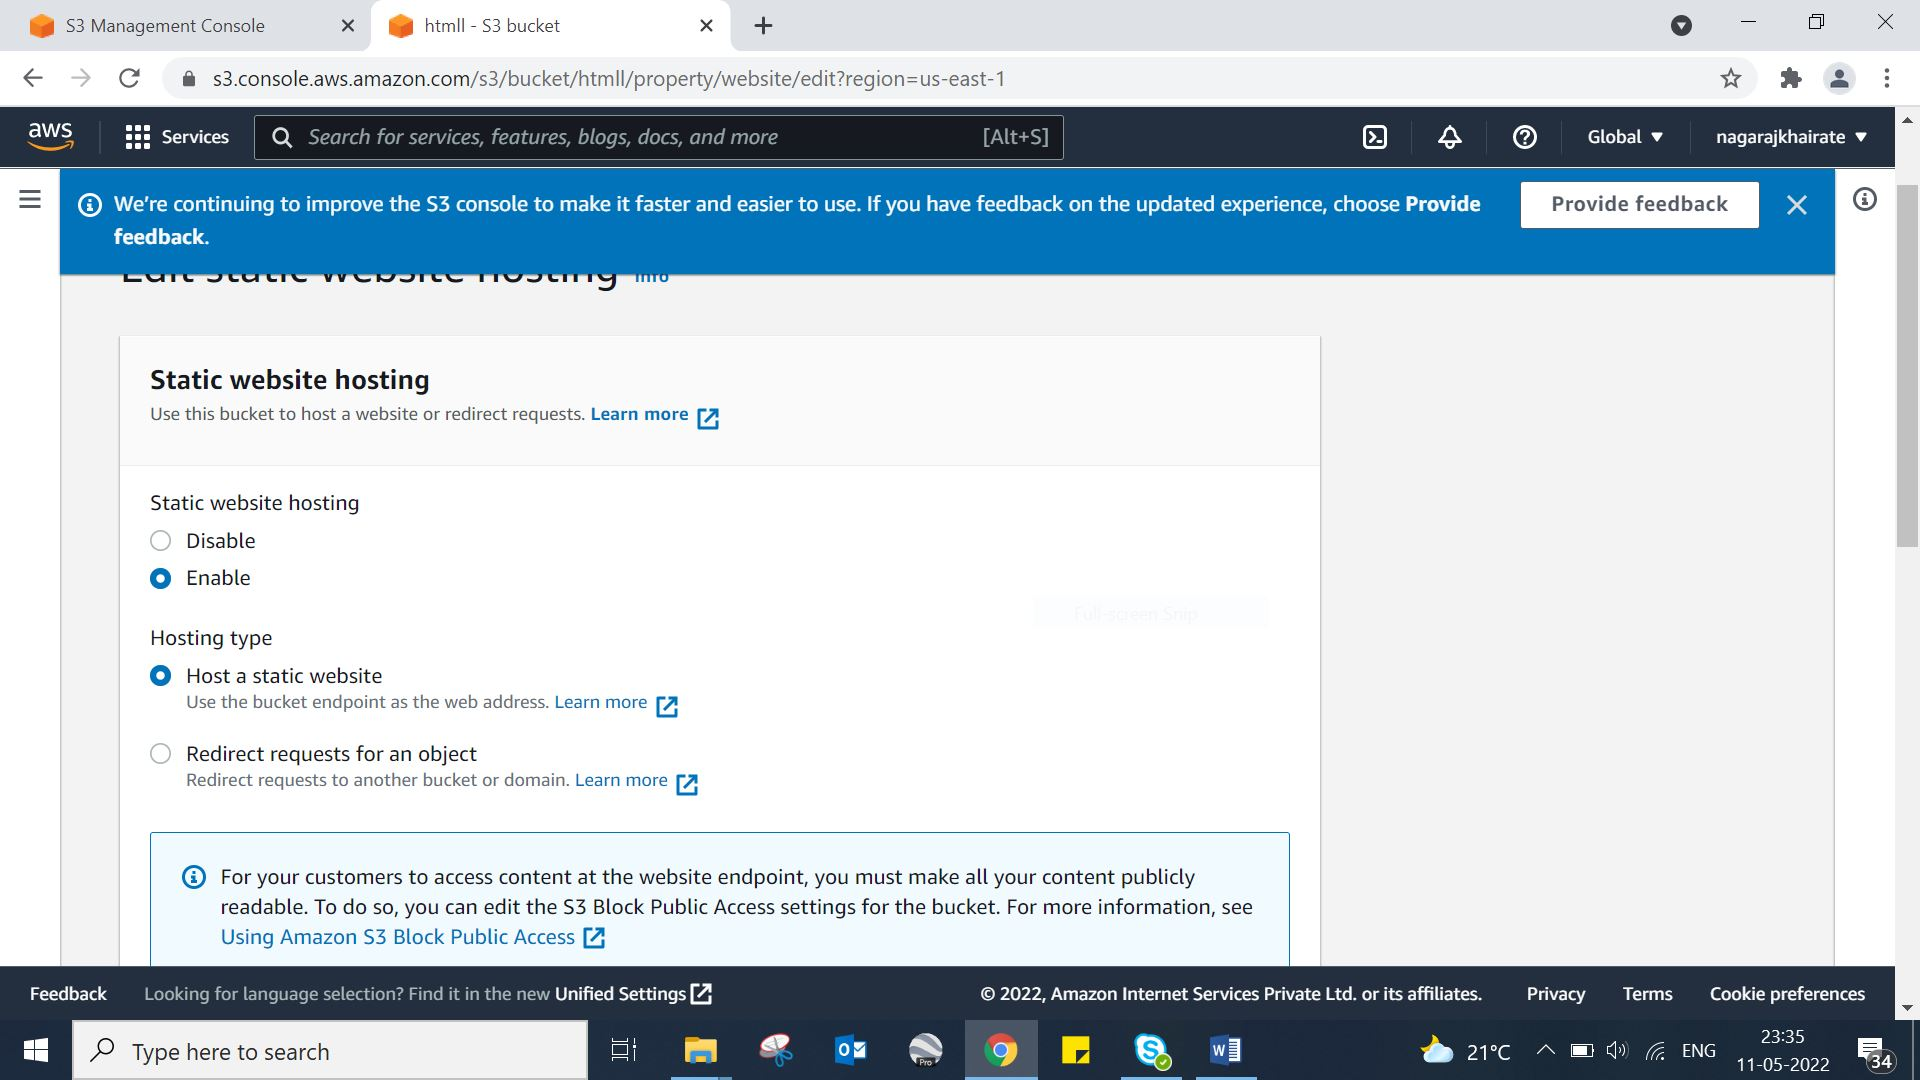 S3 Management Console
htmll - S3 bucket
s3.console.aws.amazon.com/s3/bucket/htmll/property/website/edit?region=us-east-1
aws
Services
Search for services, features, blogs, docs, and more
[Alt+S]
Global
nagarajkhairate
We're continuing to improve the S3 console to make it faster and easier to use. If you have feedback on the updated experience, choose Provide
feedback.
Provide feedback
Edit static website hosting Info
Static website hosting
Use this bucket to host a website or redirect requests. Learn more
Static website hosting
Disable
Enable
Full-screen Snip
Hosting type
Host a static website
Use the bucket endpoint as the web address. Learn more
Redirect requests for an object
Redirect requests to another bucket or domain. Learn more
For your customers to access content at the website endpoint, you must make all your content publicly
readable. To do so, you can edit the S3 Block Public Access settings for the bucket. For more information, see
Using Amazon S3 Block Public Access
Feedback
Looking for language selection? Find it in the new Unified Settings
© 2022, Amazon Internet Services Private Ltd. or its affiliates.
Privacy
Terms
Cookie preferences
Type here to search
Pro
21°C
ENG
23:35
11-05-2022
34